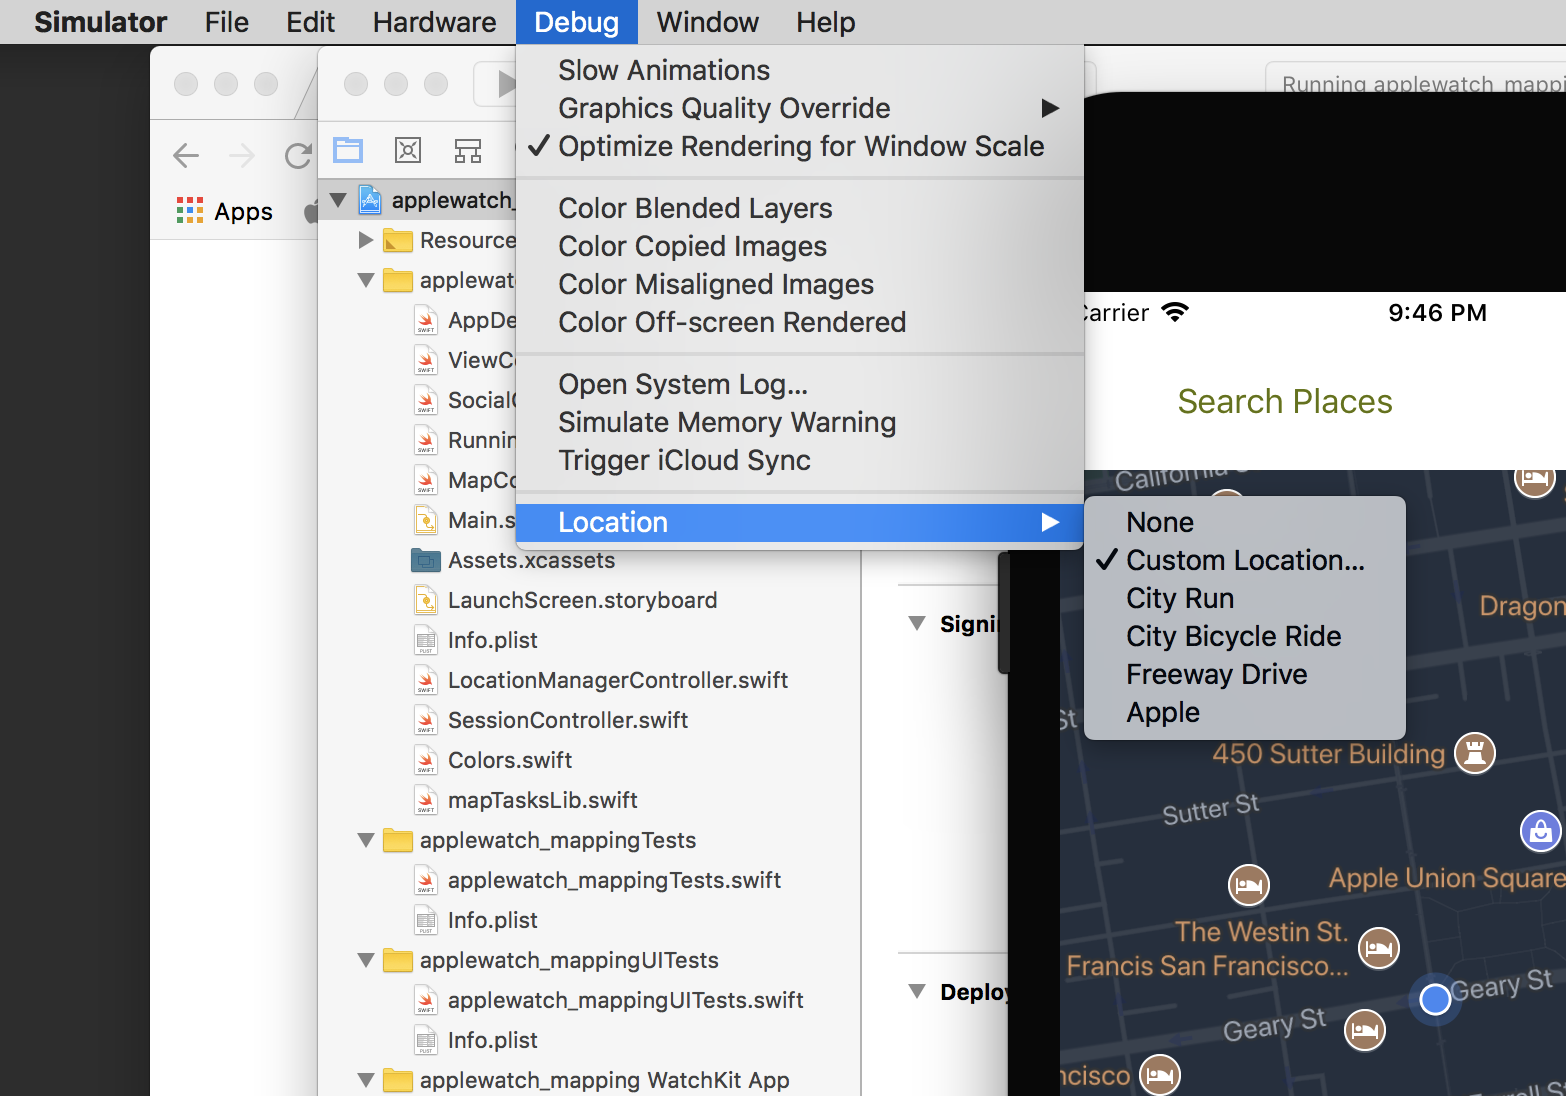 Simulator File Edit Hardware Debug Window Help
Slow Animations
Graphics Quality Override
Optimize Rendering for Window Scale
Color Blended Layers
Color Copied Images
Color Misaligned Images
Color Off-screen Rendered
Open System Log...
Simulate Memory Warning
Trigger iCloud Sync
Location
None
Custom Location...
City Run
City Bicycle Ride
Freeway Drive
Apple
Apps
applewatch_
Resource
applewat
AppDe
ViewCo
Social
Runnin
MapCo
Main.s
Assets.xcassets
LaunchScreen.storyboard
Info.plist
LocationManagerController.swift
SessionController.swift
Colors.swift
mapTasksLib.swift
applewatch_mappingTests
applewatch_mappingTests.swift
Info.plist
applewatch_mappingUITests
applewatch_mappingUITests.swift
Info.plist
applewatch_mapping WatchKit App
Signin
Deploy
Running applewatch_mappi
Carrier 9:46 PM
Search Places
California
Dragon
St
450 Sutter Building
Sutter St
Apple Union Square
The Westin St.
Francis San Francisco...
Geary St
Geary St
ncisco